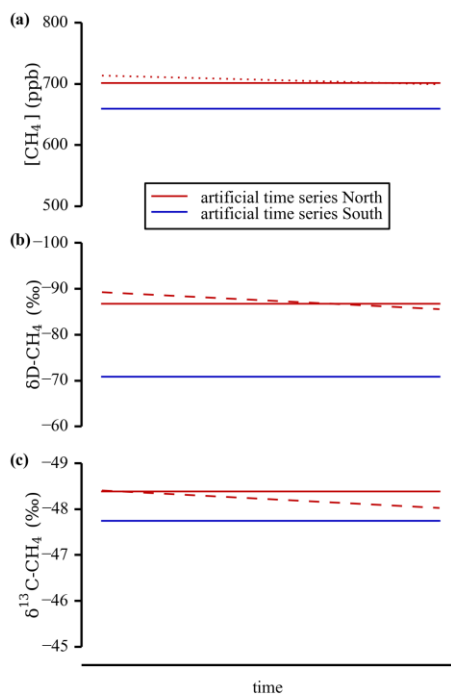 (a)
800
700
600
500
[CH₄] (ppb)
artificial time series North
artificial time series South
(b)
−100
−90
−80
−70
−60
δD-CH₄ (‰)
(c)
−49
−48
−47
−46
−45
δ¹³C-CH₄ (‰)
time